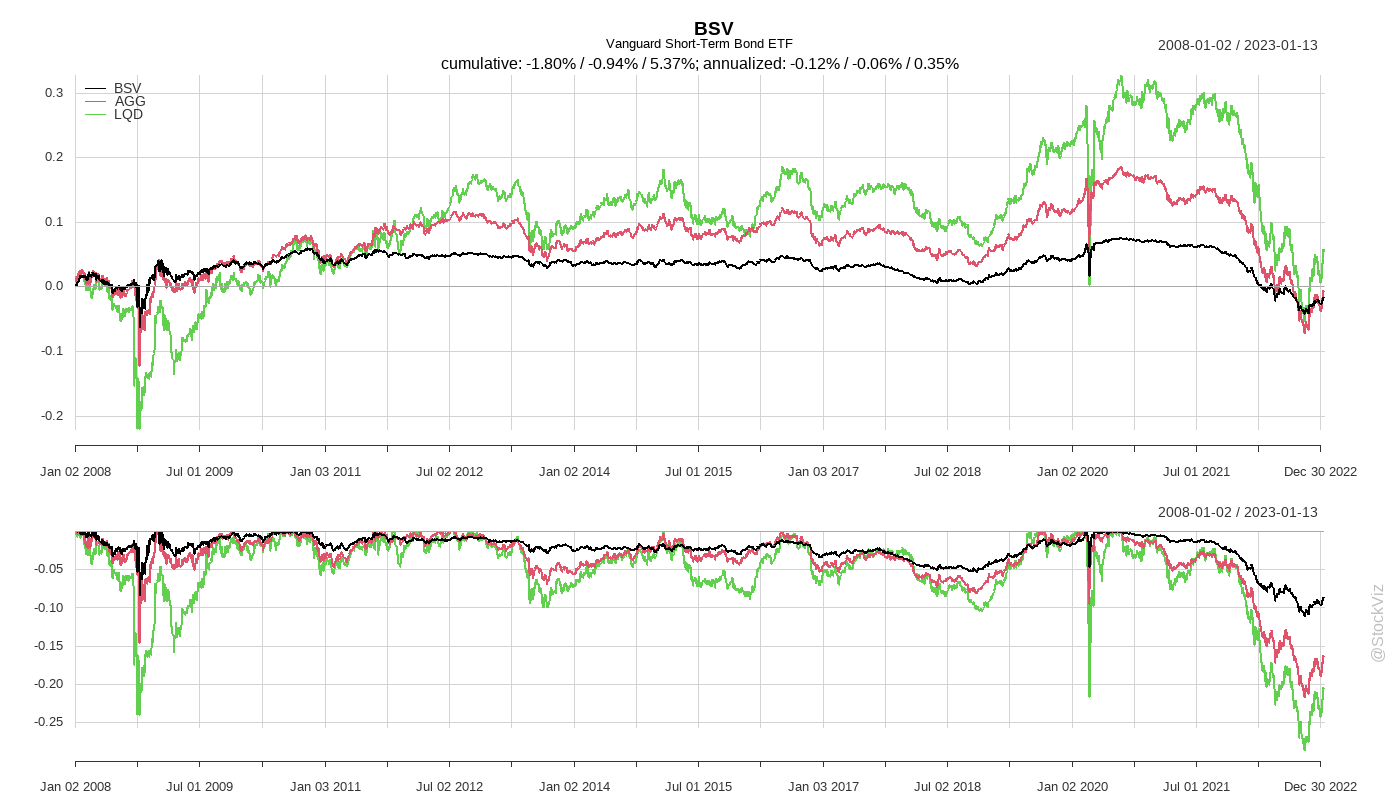 BSV
Vanguard Short-Term Bond ETF
2008-01-02 / 2023-01-13
cumulative: -1.80% / -0.94% / 5.37%; annualized: -0.12% / -0.06% / 0.35%
BSV
AGG
LQD
0.3
0.2
0.1
0.0
-0.1
-0.2
Jan 02 2008 Jul 01 2009 Jan 03 2011 Jul 02 2012 Jan 02 2014 Jul 01 2015 Jan 03 2017 Jul 02 2018 Jan 02 2020 Jul 01 2021 Dec 30 2022
2008-01-02 / 2023-01-13
-0.05
-0.10
-0.15
-0.20
-0.25
Jan 02 2008 Jul 01 2009 Jan 03 2011 Jul 02 2012 Jan 02 2014 Jul 01 2015 Jan 03 2017 Jul 02 2018 Jan 02 2020 Jul 01 2021 Dec 30 2022
@StockViz